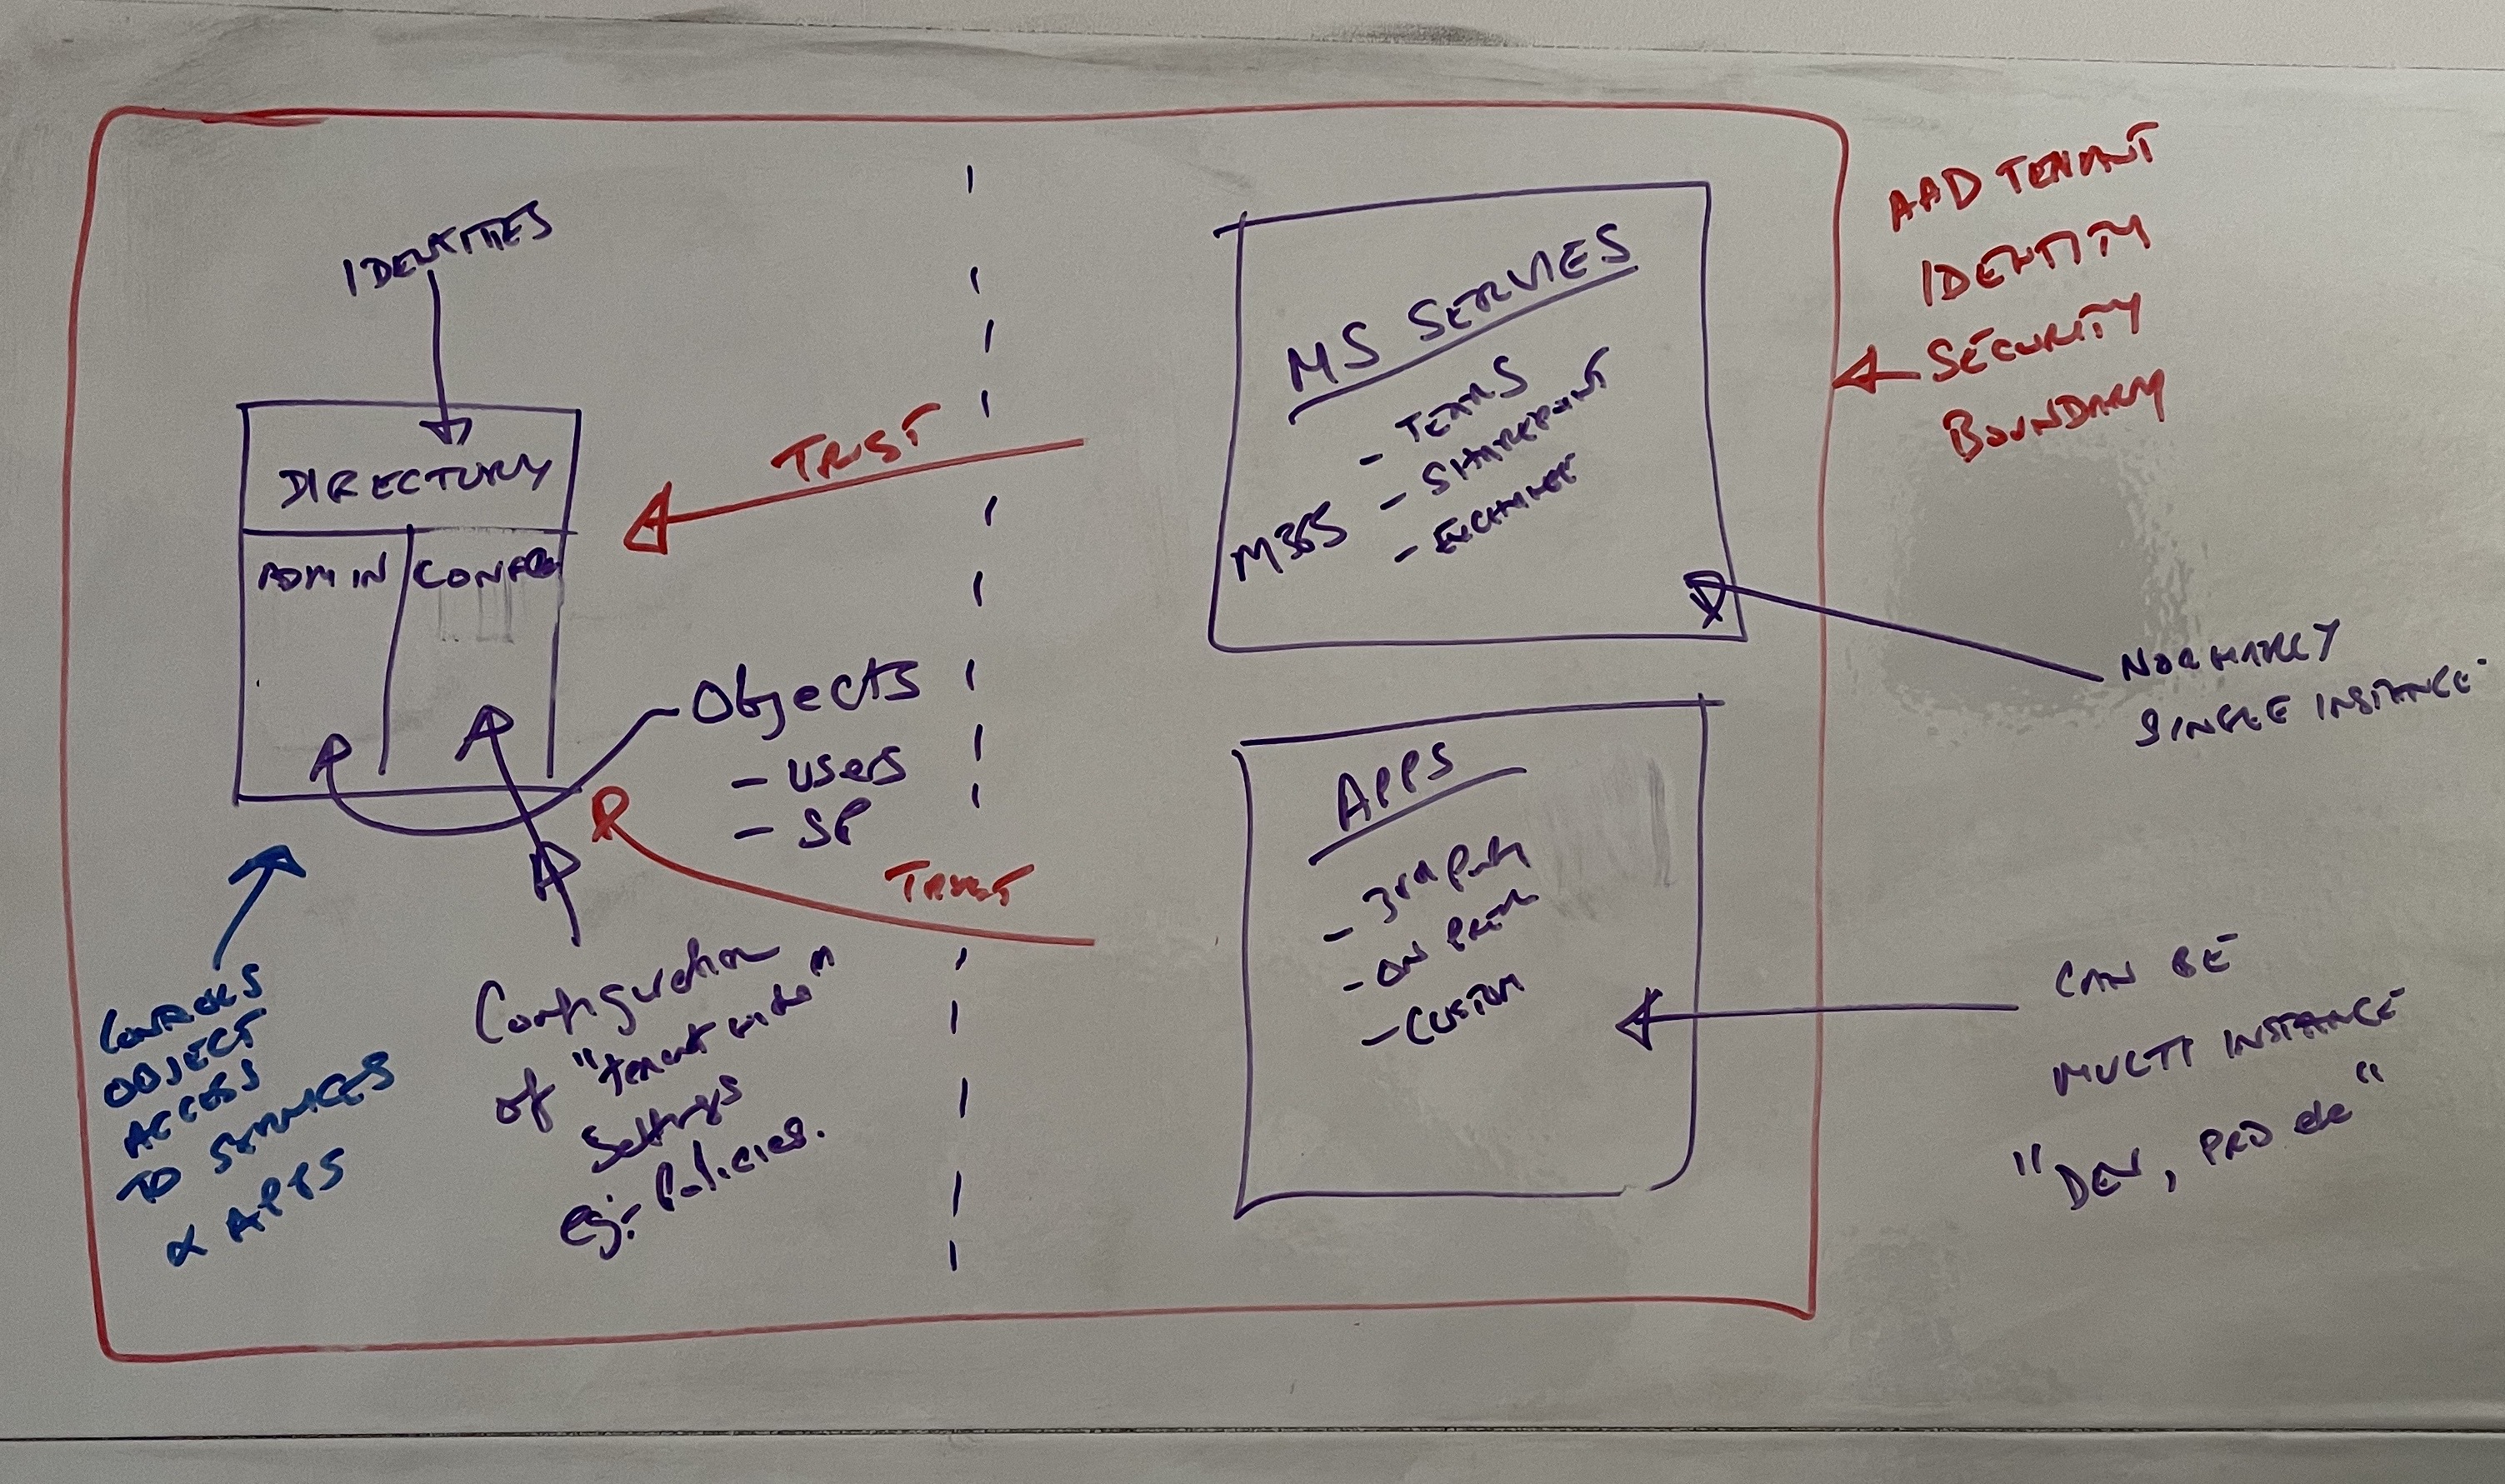 IDENTITIES
DIRECTORY
ADMIN
CONFIG
TRUST
Objects
- users
- SP
TRUST
CONTROLS
OBJECT
ACCESS
TO SERVICES
& APPS
Configuration
of "tenant wide"
Settings
eg:- Policies.
MS SERVIES
M365
- TEAMS
- SHAREPOINT
- EXCHANGE
APPS
- 3rd Party
- ON PREM
- CUSTOM
AAD TENANT
IDENTITY
SECURITY
BOUNDARY
NORMALLY
SINGLE INSTANCE
CAN BE
MULTI INSTANCE
"DEV, PRD etc"